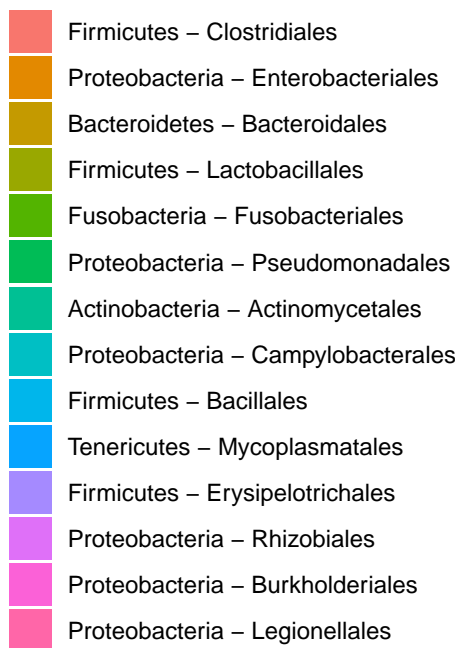 Firmicutes – Clostridiales
Proteobacteria – Enterobacteriales
Bacteroidetes – Bacteroidales
Firmicutes – Lactobacillales
Fusobacteria – Fusobacteriales
Proteobacteria – Pseudomonadales
Actinobacteria – Actinomycetales
Proteobacteria – Campylobacterales
Firmicutes – Bacillales
Tenericutes – Mycoplasmatales
Firmicutes – Erysipelotrichales
Proteobacteria – Rhizobiales
Proteobacteria – Burkholderiales
Proteobacteria – Legionellales